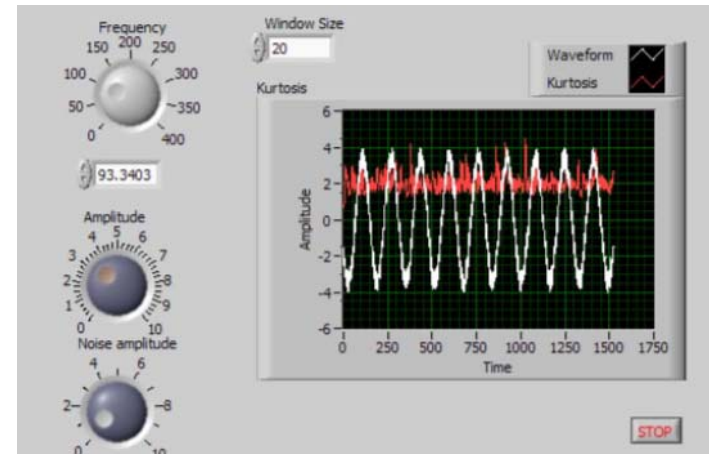 Frequency
150 200 250
100 300
50 350
0 400
93.3403
Amplitude
4 5 6
3 7
2 8
1 9
0 10
Noise amplitude
4 6
2 8
0 10
Window Size
20
Waveform
Kurtosis
Kurtosis
Amplitude
6
4
2
0
-2
-4
-6
0 250 500 750 1000 1250 1500 1750
Time
STOP